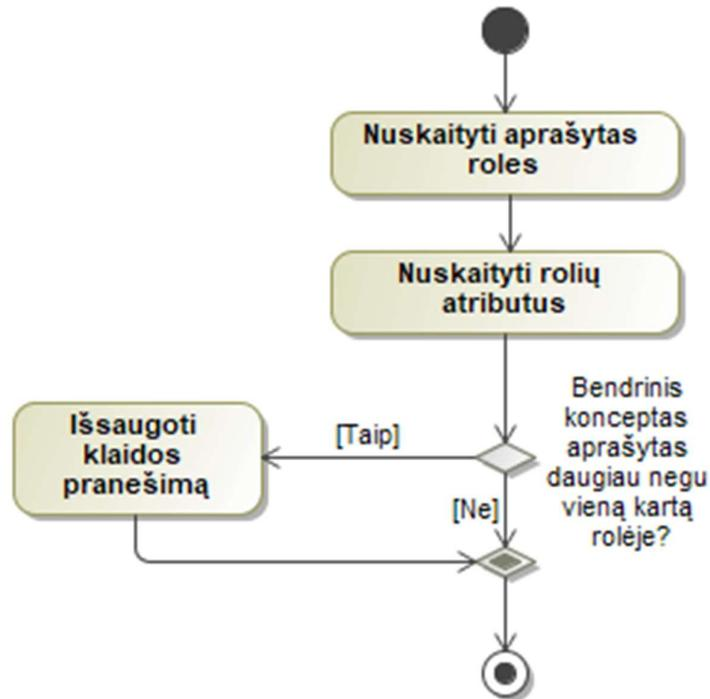 Nuskaityti aprašytas
roles
Nuskaityti rolių
atributus
Bendrinis
konceptas
aprašytas
daugiau negu
vieną kartą
rolėje?
[Taip]
Išsaugoti
klaidos
pranešimą
[Ne]